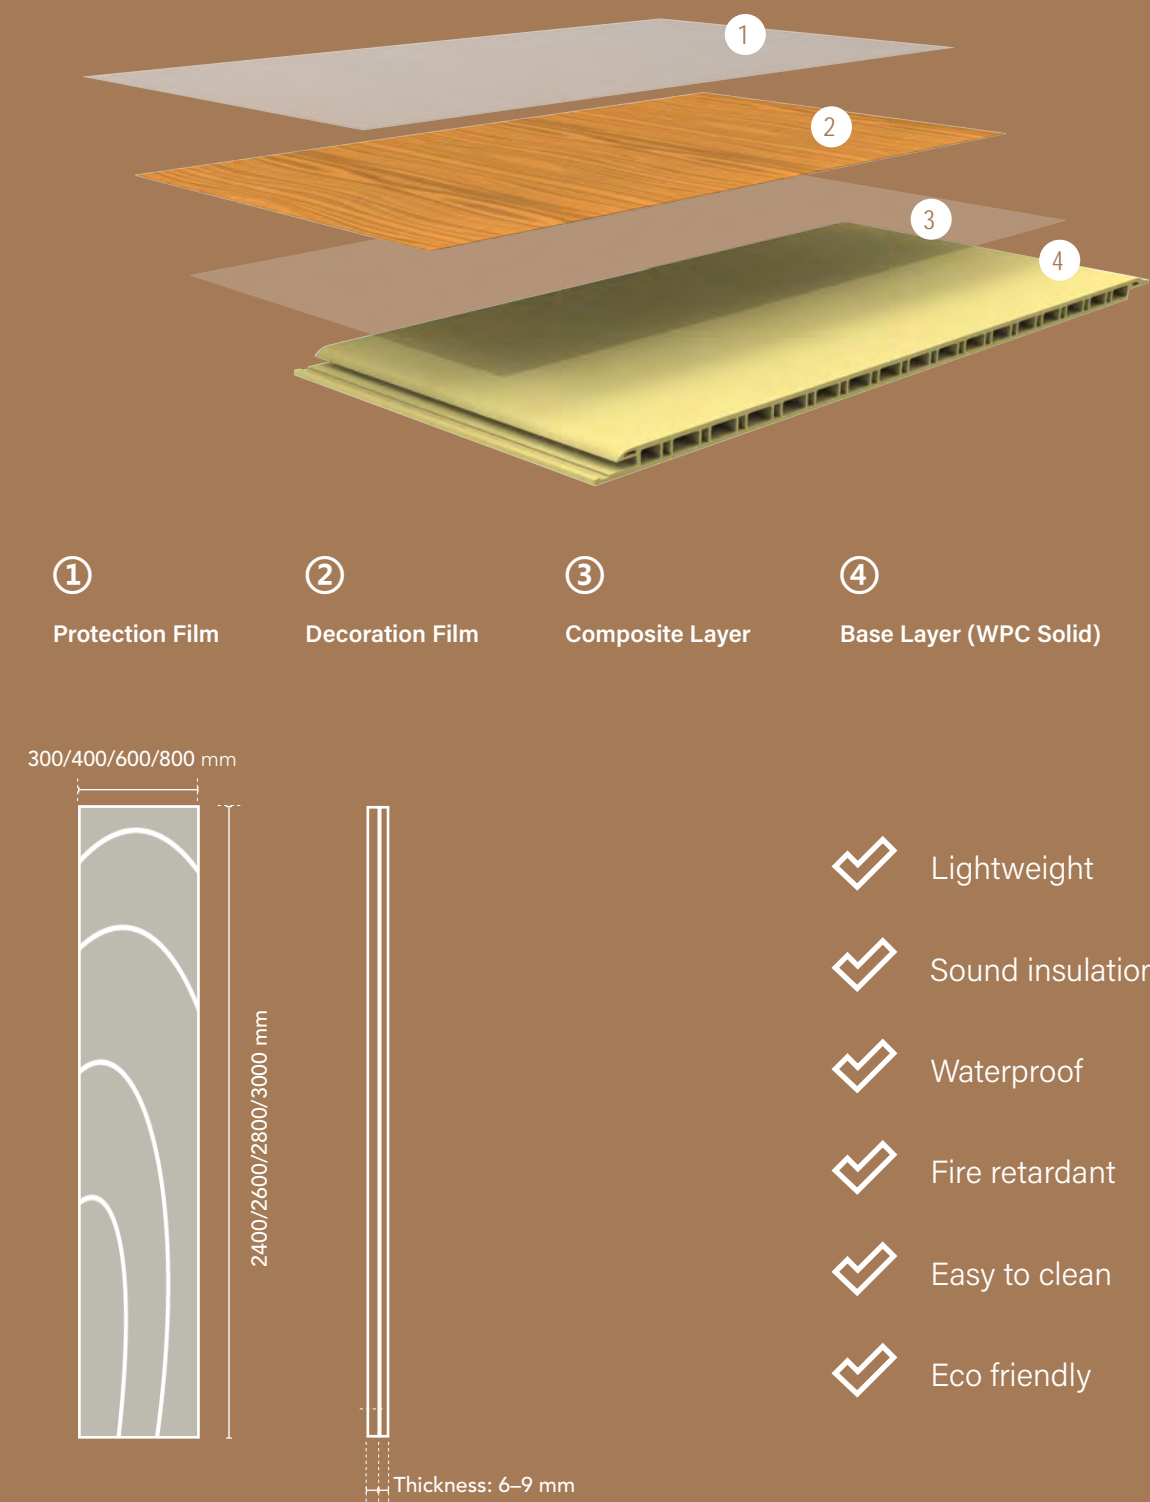 1
2
3
4
①
②
③
④
Protection Film
Decoration Film
Composite Layer
Base Layer (WPC Solid)
300/400/600/800 mm
2400/2600/2800/3000 mm
Thickness: 6–9 mm
Lightweight
Sound insulation
Waterproof
Fire retardant
Easy to clean
Eco friendly